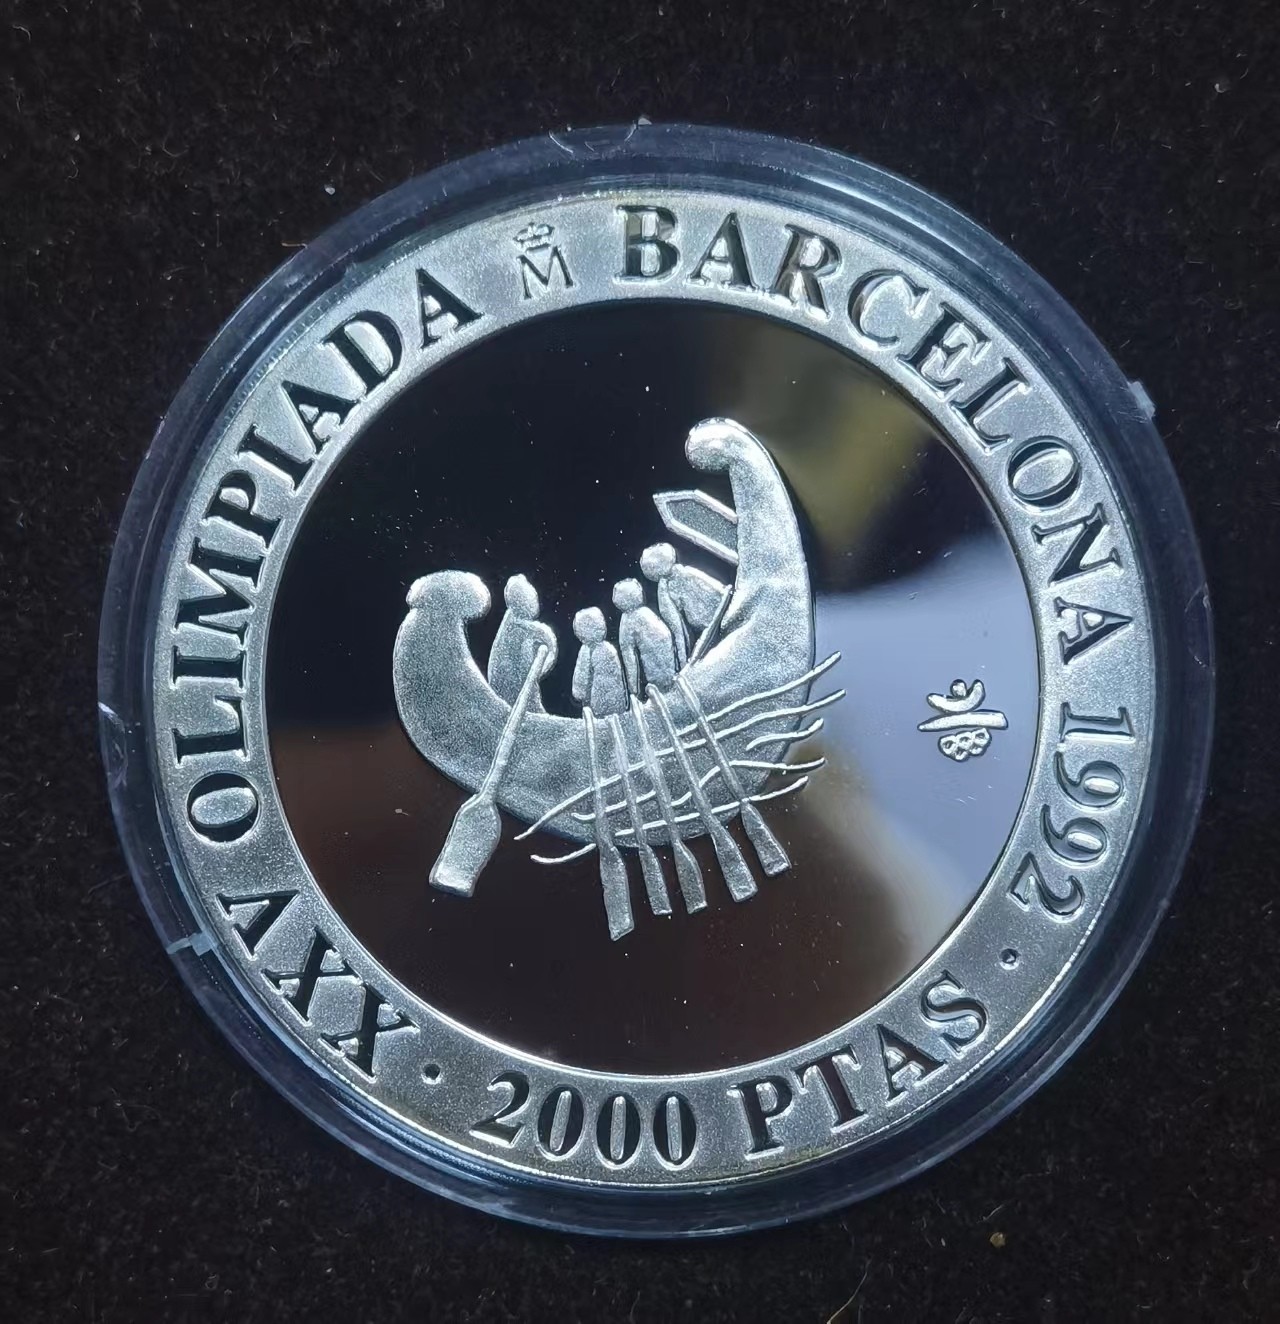 XXV OLIMPIADA M BARCELONA 1992 · 2000 PTAS ·